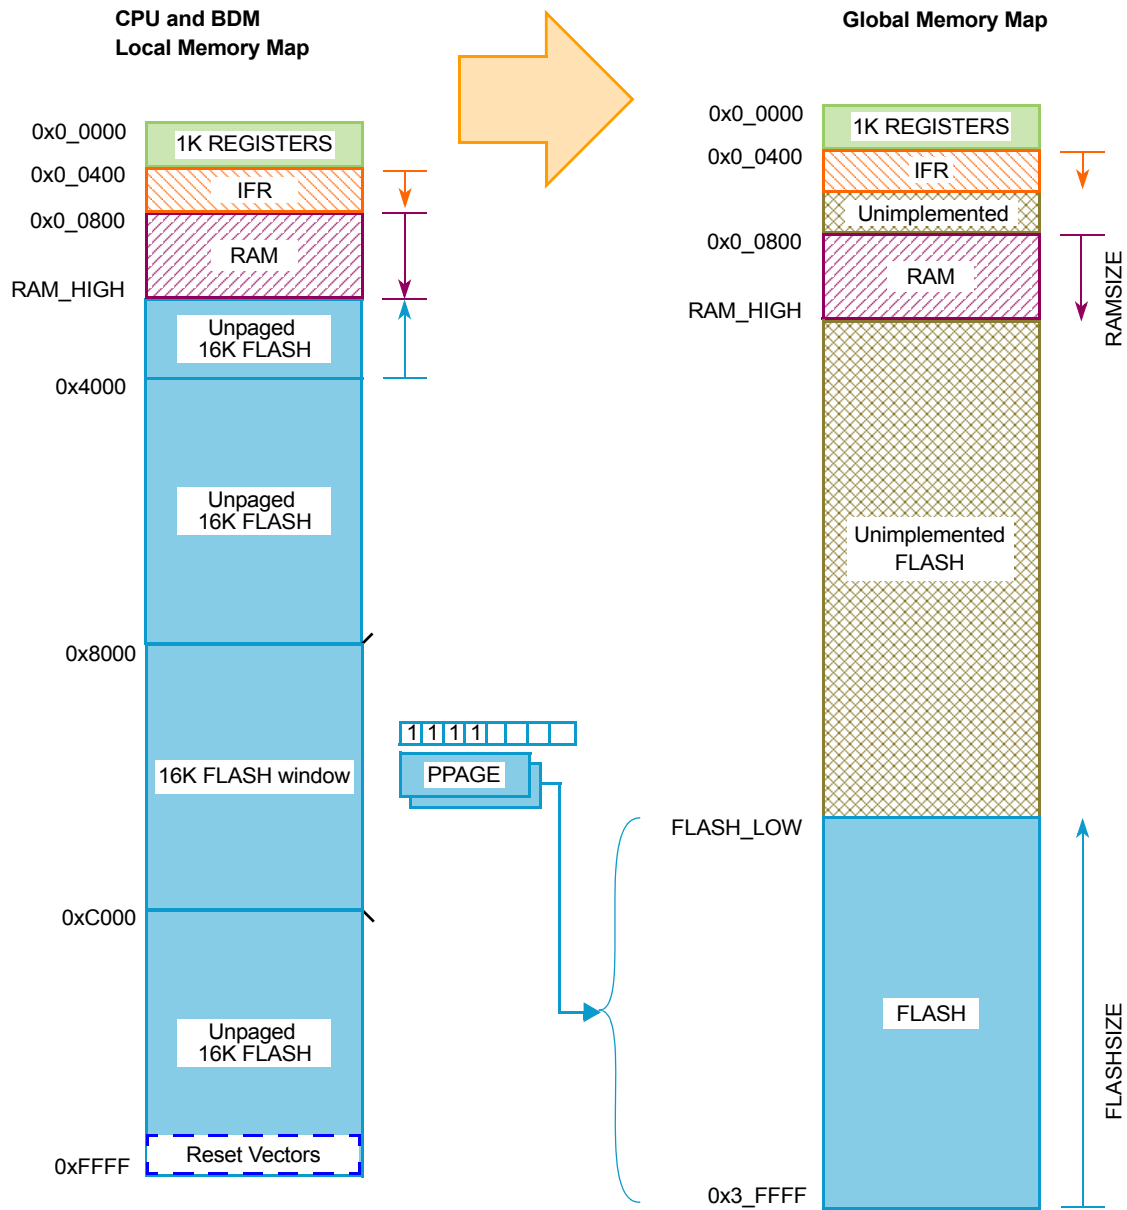 CPU and BDM
Local Memory Map
0x0_0000
1K REGISTERS
0x0_0400
IFR
0x0_0800
RAM
RAM_HIGH
Unpaged
16K FLASH
0x4000
Unpaged
16K FLASH
0x8000
16K FLASH window
1 1 1 1
PPAGE
0xC000
Unpaged
16K FLASH
Reset Vectors
0xFFFF
Global Memory Map
0x0_0000
1K REGISTERS
0x0_0400
IFR
Unimplemented
0x0_0800
RAM
RAM_HIGH
RAMSIZE
Unimplemented
FLASH
FLASH_LOW
FLASH
FLASHSIZE
0x3_FFFF